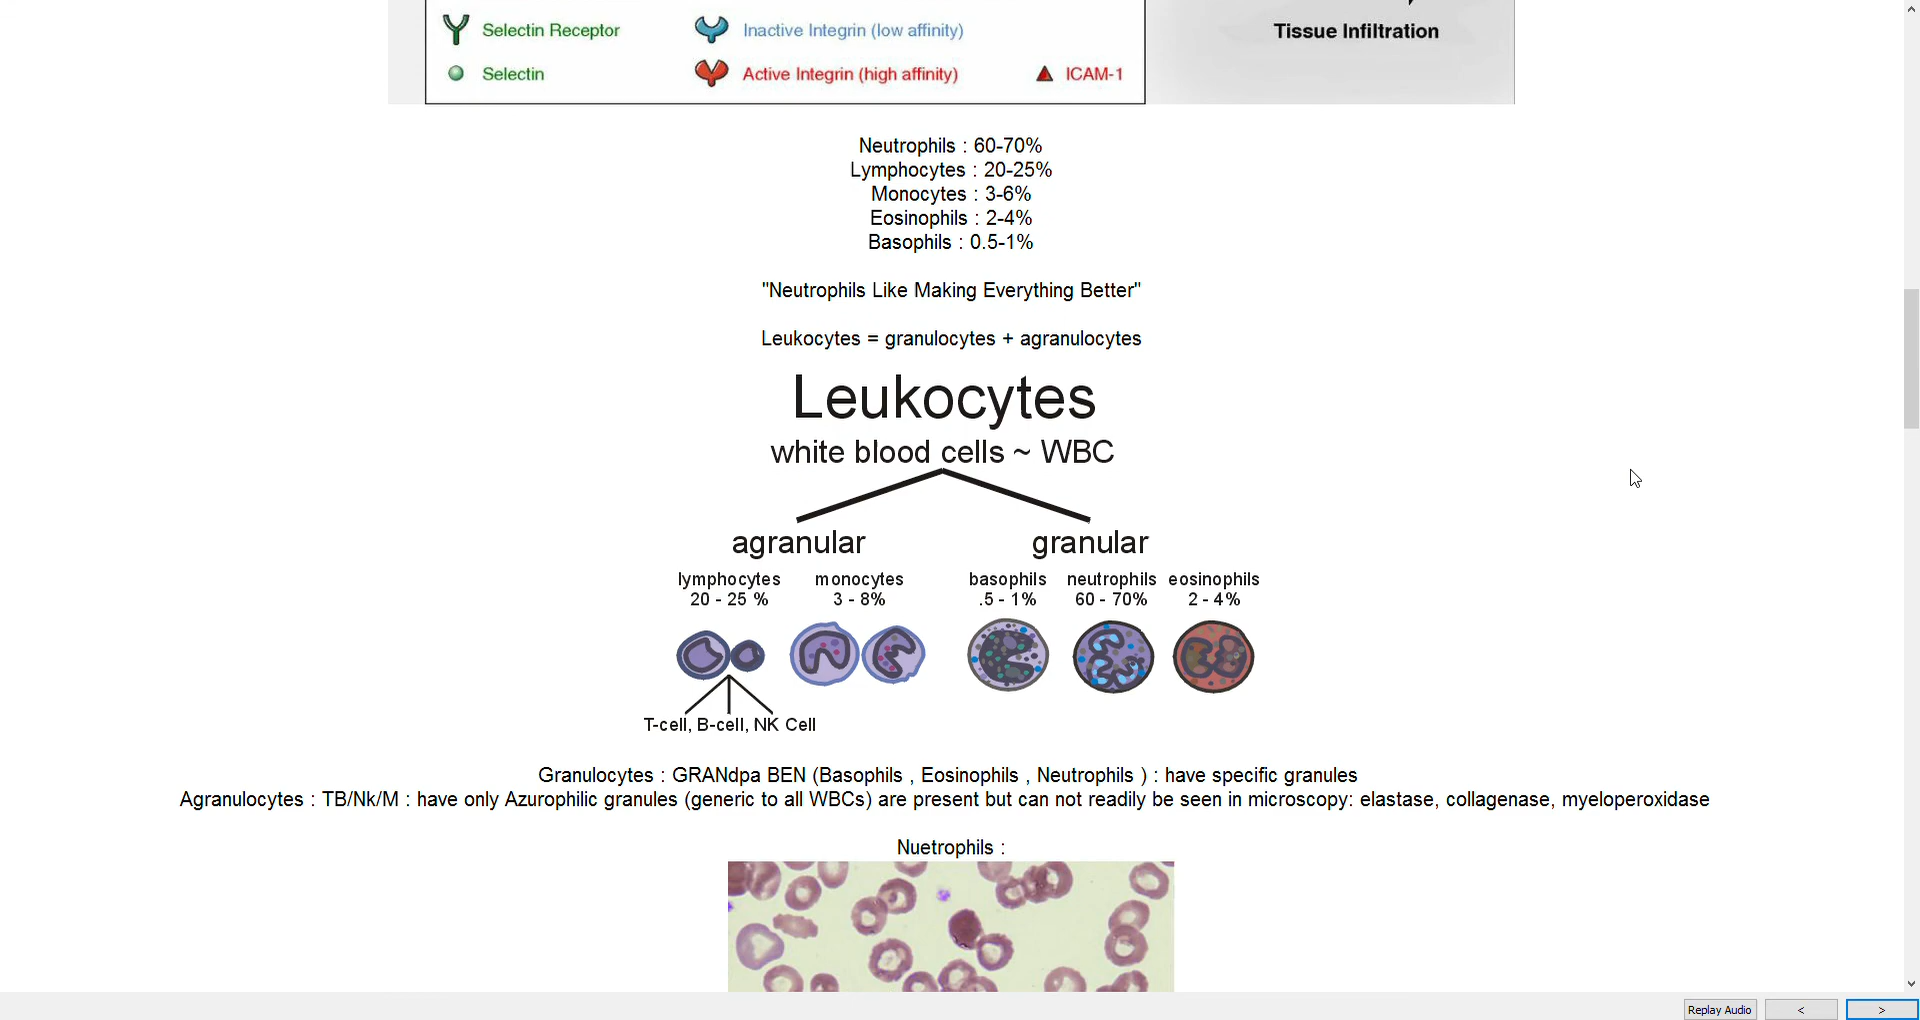 Selectin Receptor
Inactive Integrin (low affinity)
Tissue Infiltration
Selectin
Active Integrin (high affinity)
ICAM-1
Neutrophils : 60-70%
Lymphocytes : 20-25%
Monocytes : 3-6%
Eosinophils : 2-4%
Basophils : 0.5-1%
"Neutrophils Like Making Everything Better"
Leukocytes = granulocytes + agranulocytes
Leukocytes
white blood cells ~ WBC
agranular
granular
lymphocytes
20 - 25 %
monocytes
3 - 8%
basophils
.5 - 1%
neutrophils
60 - 70%
eosinophils
2 - 4%
T-cell, B-cell, NK Cell
Granulocytes : GRANdpa BEN (Basophils , Eosinophils , Neutrophils ) : have specific granules
Agranulocytes : TB/Nk/M : have only Azurophilic granules (generic to all WBCs) are present but can not readily be seen in microscopy: elastase, collagenase, myeloperoxidase
Nuetrophils :
Replay Audio
<
>